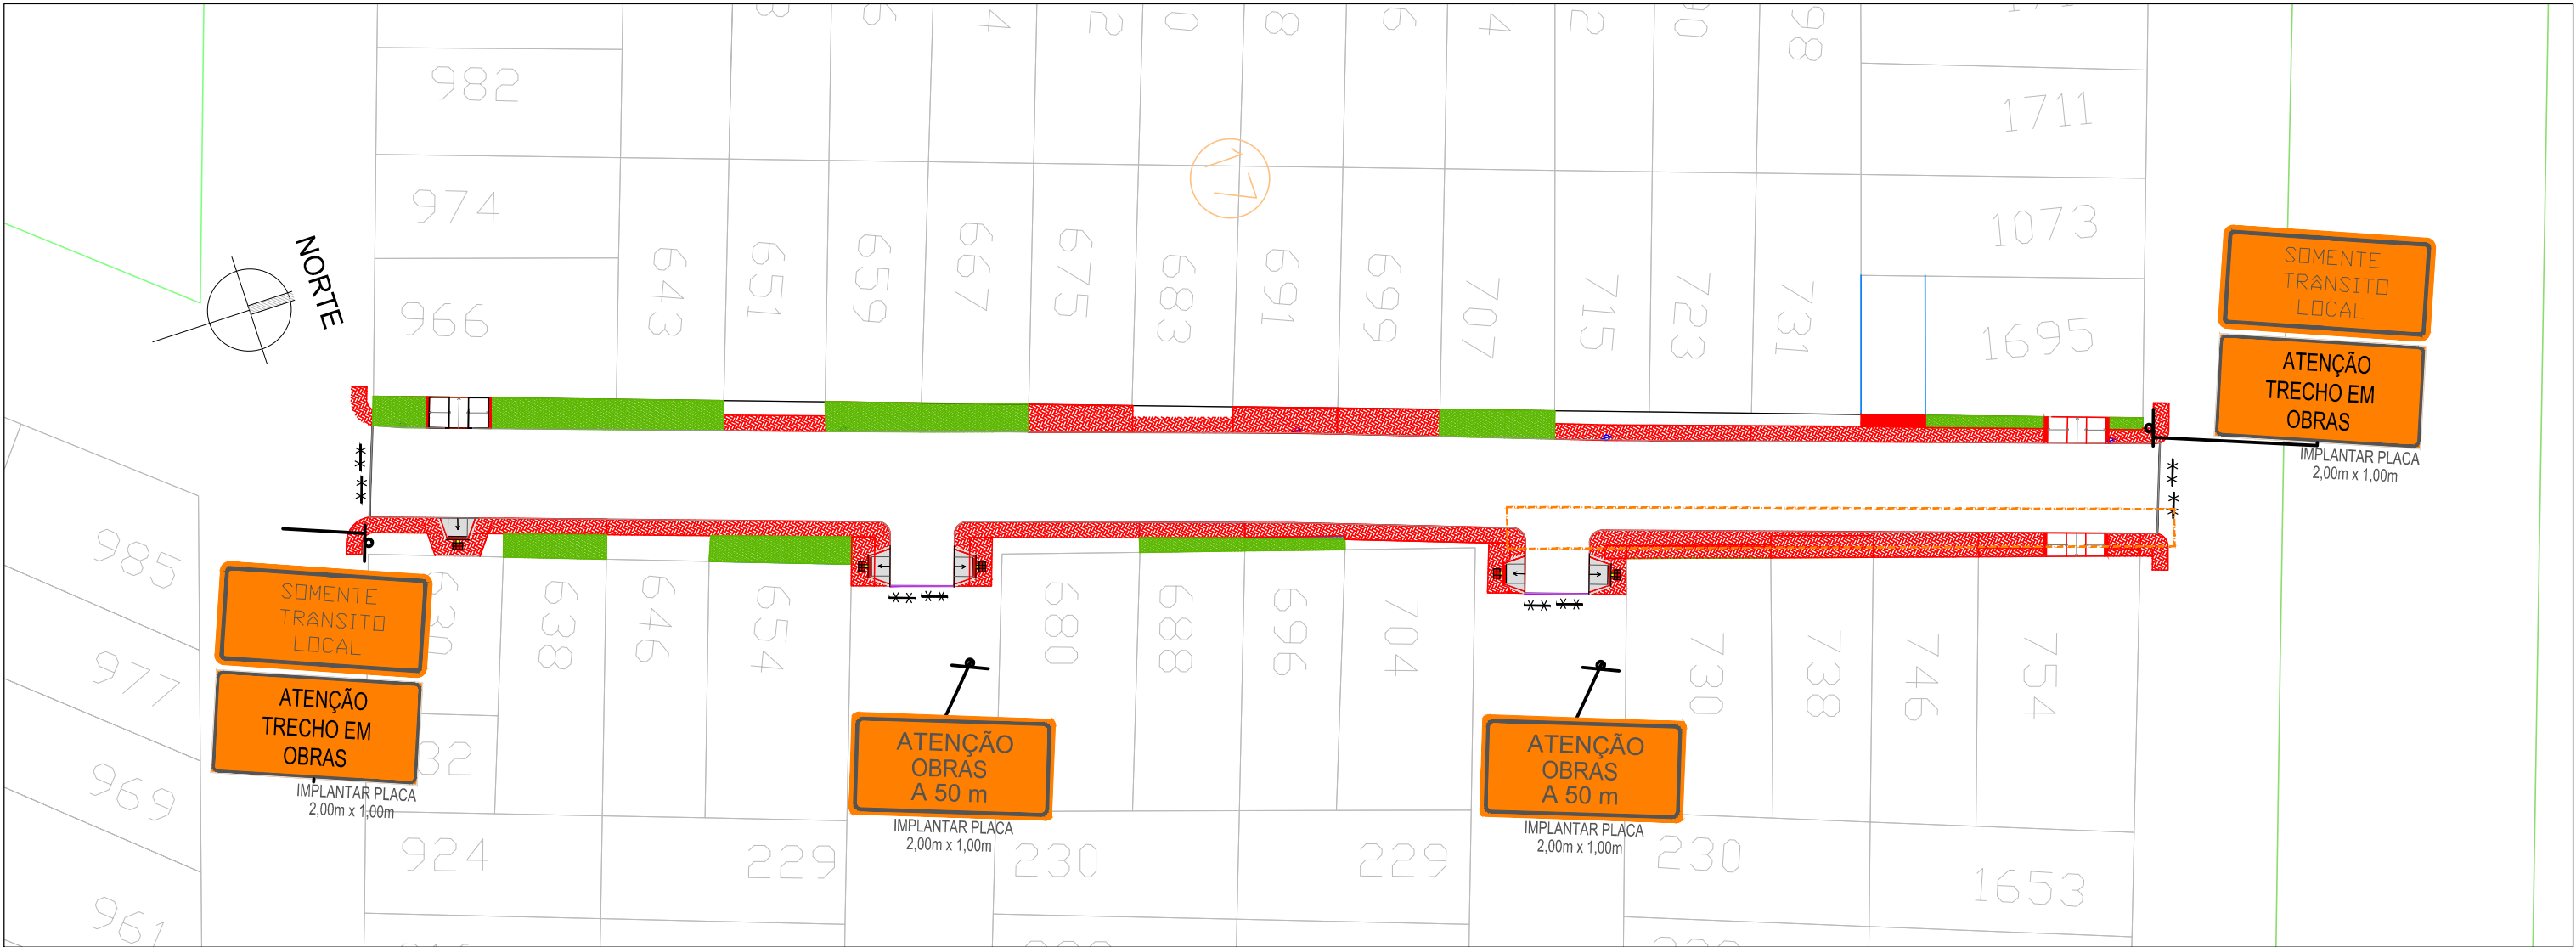 982
974
966
NORTE
17
643
651
659
667
675
683
691
699
707
715
723
731
98
1711
1073
1695
SOMENTE
TRÂNSITO
LOCAL
ATENÇÃO
TRECHO EM
OBRAS
IMPLANTAR PLACA
2,00m x 1,00m
985
977
969
961
SOMENTE
TRÂNSITO
LOCAL
ATENÇÃO
TRECHO EM
OBRAS
IMPLANTAR PLACA
2,00m x 1,00m
638
646
654
680
688
696
704
730
738
746
754
32
ATENÇÃO
OBRAS
A 50 m
IMPLANTAR PLACA
2,00m x 1,00m
ATENÇÃO
OBRAS
A 50 m
IMPLANTAR PLACA
2,00m x 1,00m
924
229
230
229
230
1653